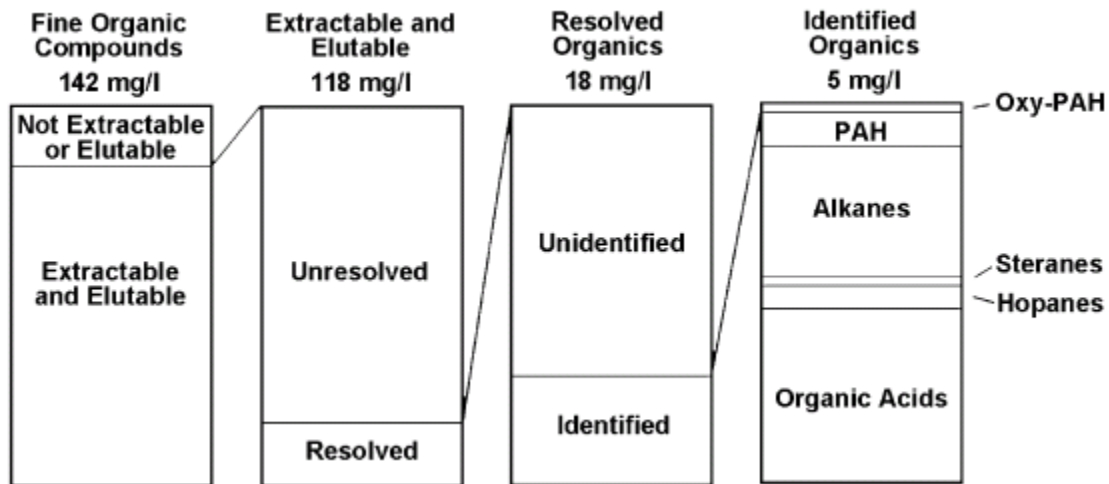 Fine Organic
Compounds
142 mg/l
Extractable and
Elutable
118 mg/l
Resolved
Organics
18 mg/l
Identified
Organics
5 mg/l
Not Extractable
or Elutable
Extractable
and Elutable
Unresolved
Resolved
Unidentified
Identified
Oxy-PAH
PAH
Alkanes
Steranes
Hopanes
Organic Acids